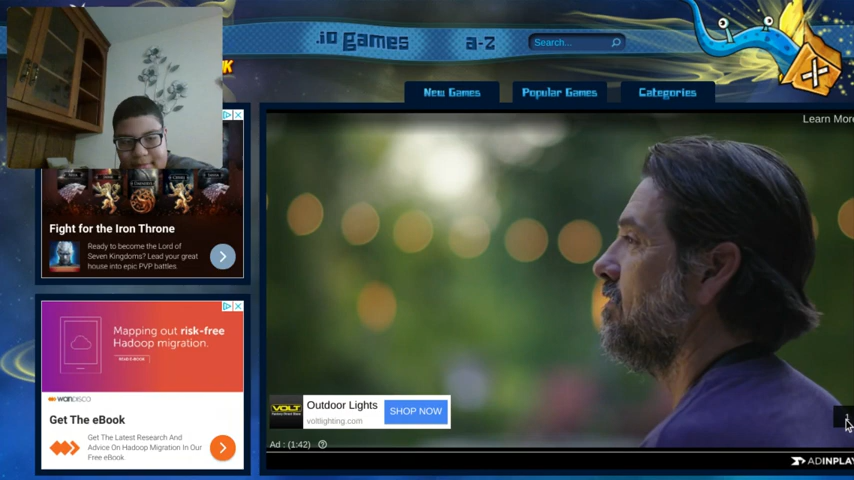 .io games
a-z
Search...
New Games
Popular Games
Categories
Learn More
Fight for the Iron Throne
Ready to become the Lord of
Seven Kingdoms? Lead your great
house into epic PVP battles.
Mapping out risk-free
Hadoop migration.
READ E-BOOK
WANDISCO
Get The eBook
Get The Latest Research And
Advice On Hadoop Migration In Our
Free eBook.
VOLT
Outdoor Lights
voltlighting.com
SHOP NOW
Ad : (1:42)
1
ADINPLAY